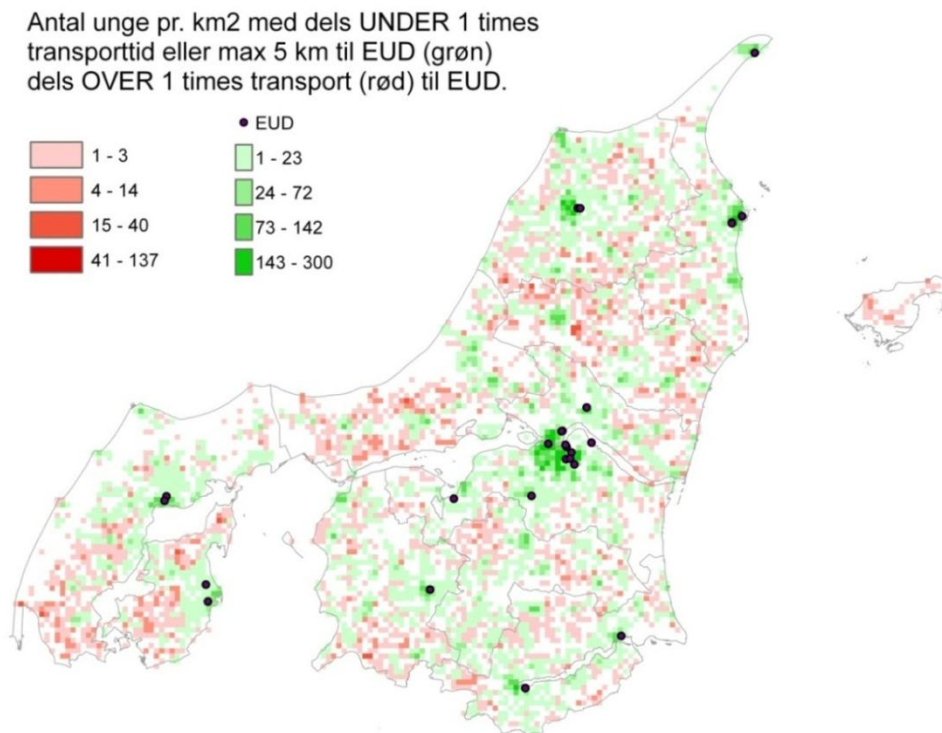 Antal unge pr. km2 med dels UNDER 1 times
transporttid eller max 5 km til EUD (grøn)
dels OVER 1 times transport (rød) til EUD.
EUD
1 - 3
1 - 23
4 - 14
24 - 72
15 - 40
73 - 142
41 - 137
143 - 300